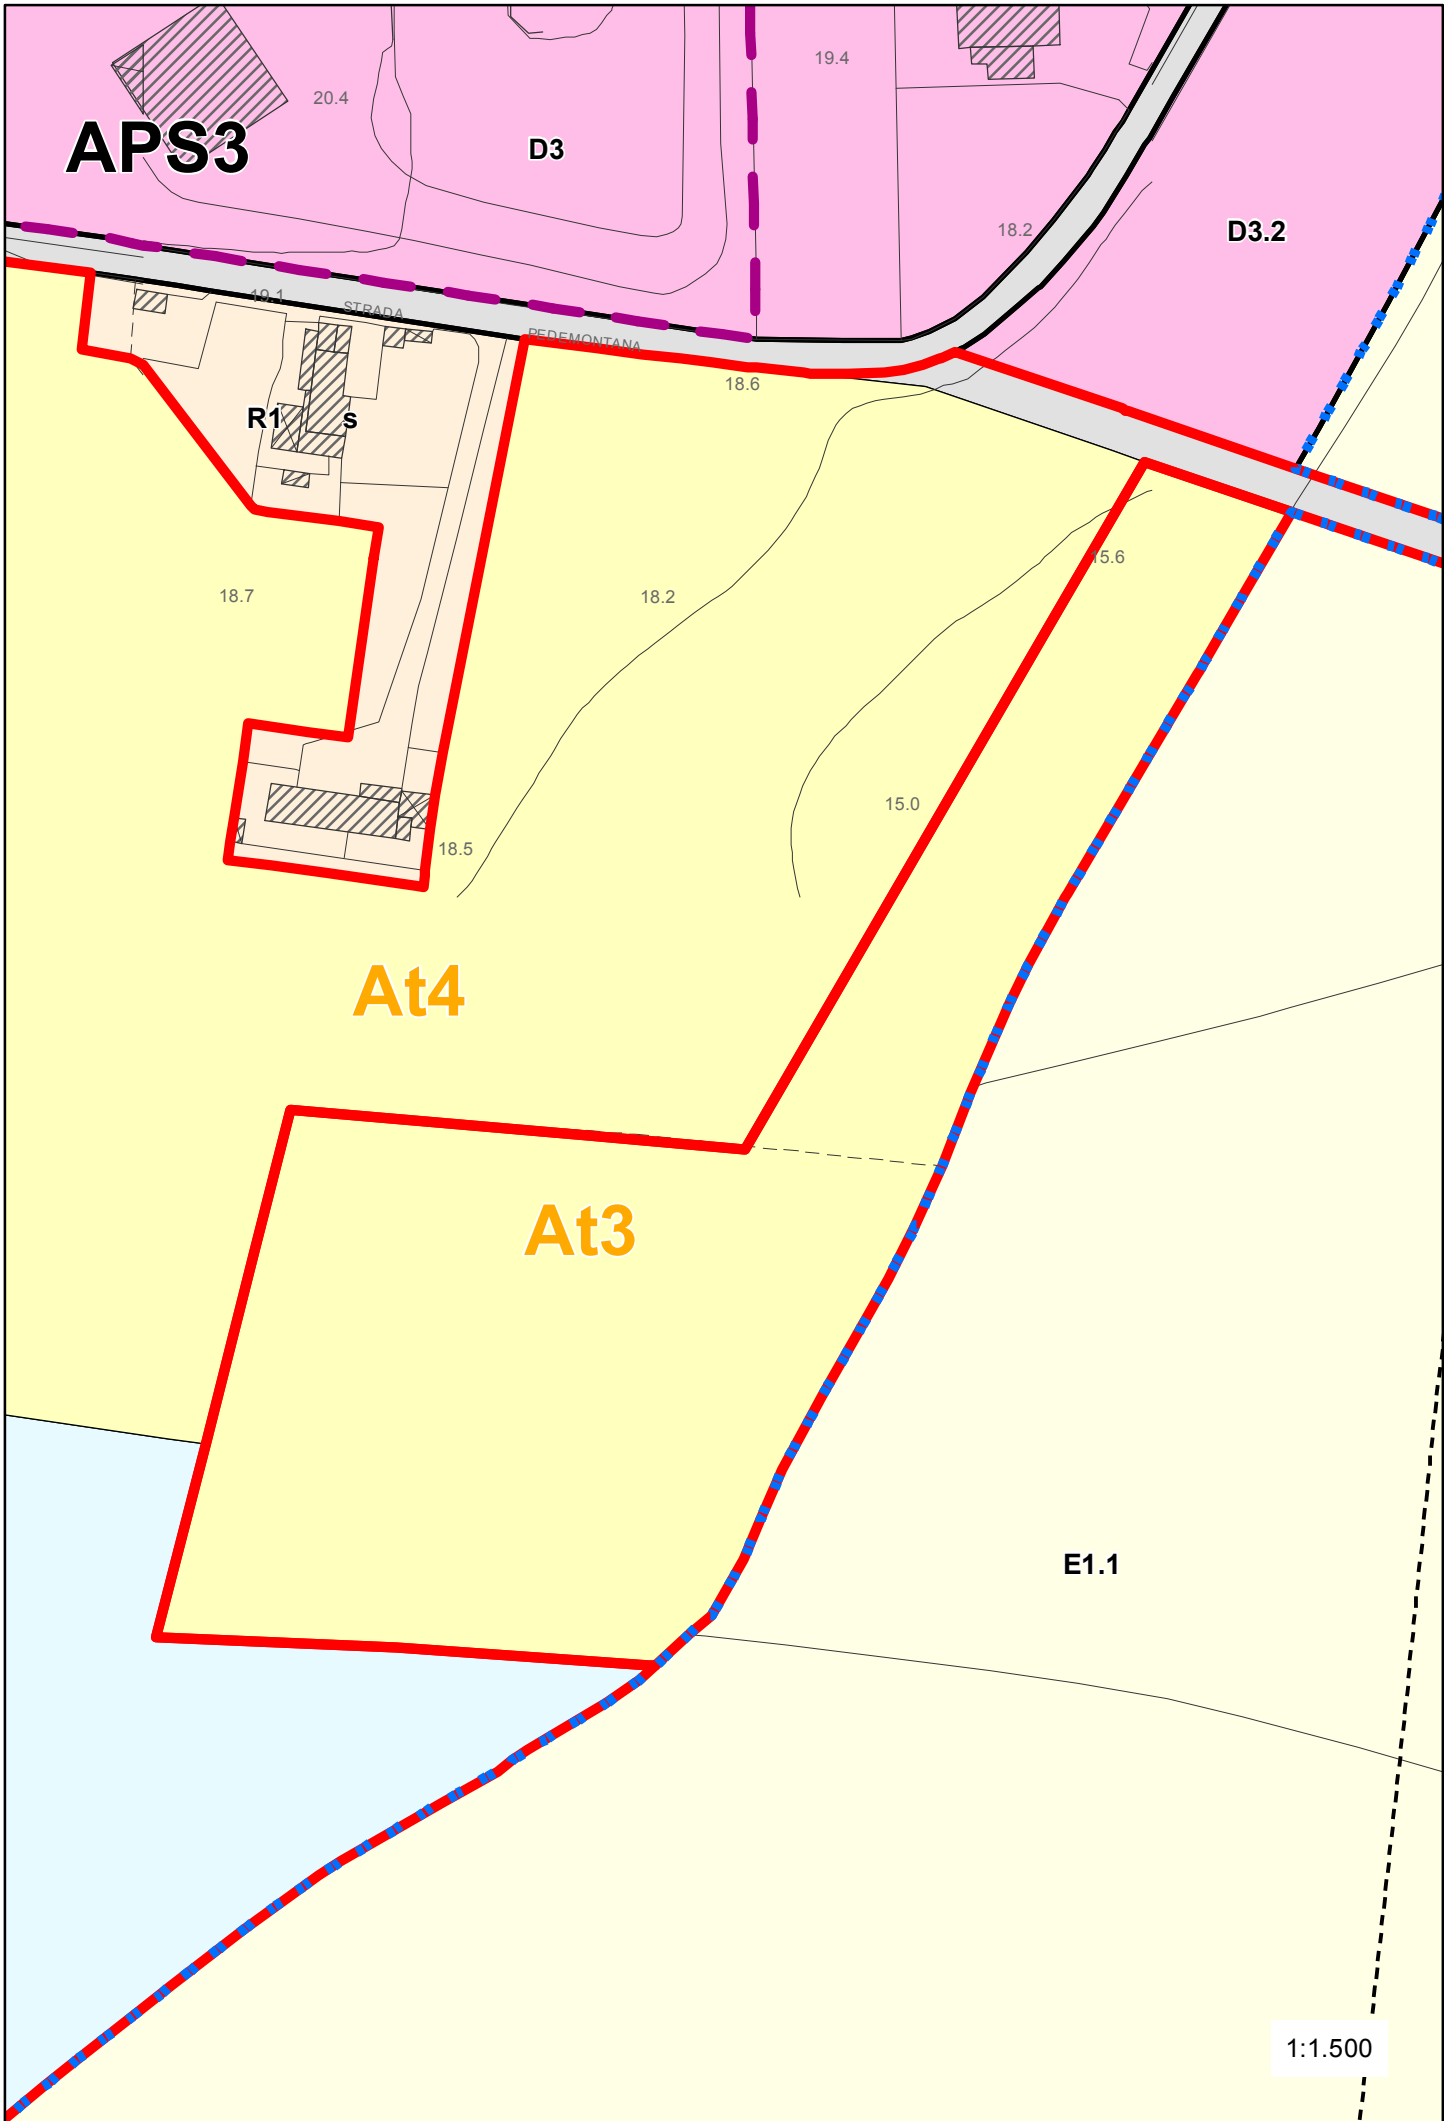 19.4
20.4
APS3
D3
18.2
D3.2
19.1
STRADA
PEDEMONTANA
18.6
R1
s
15.6
18.7
18.2
15.0
18.5
At4
At3
E1.1
1:1.500